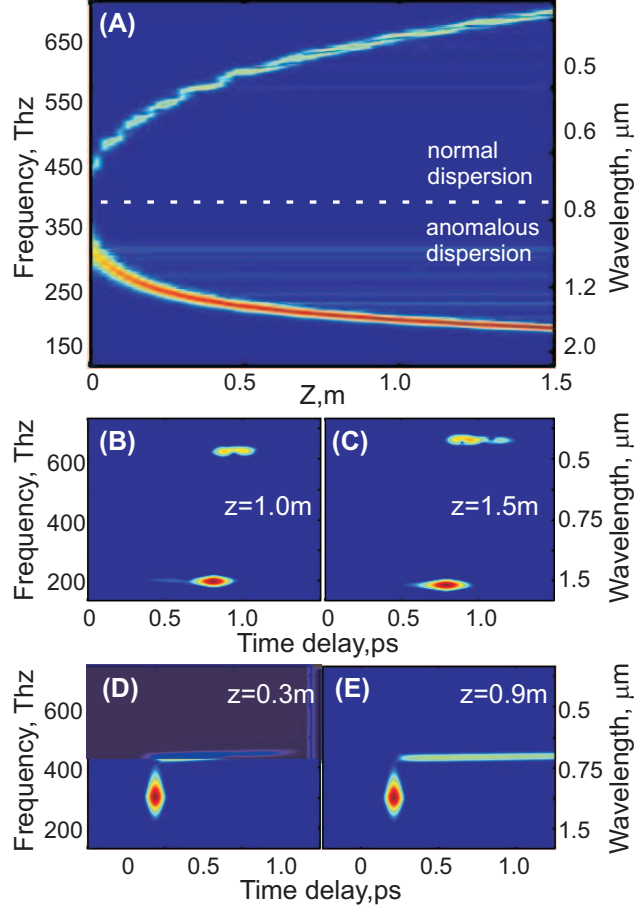 (A)
Frequency, Thz
650
550
450
350
250
150
normal
dispersion
anomalous
dispersion
0.5
0.6
0.8
1.2
2.0
Wavelength, μm
0
0.5
1.0
1.5
Z,m
(B)
z=1.0m
(C)
z=1.5m
Frequency, Thz
600
400
200
0.5
0.75
1.5
Wavelength, μm
0
1.0
0
1.0
Time delay,ps
(D)
z=0.3m
(E)
z=0.9m
Frequency, Thz
600
400
200
0.5
0.75
1.5
Wavelength, μm
0
0.5
1.0
0
0.5
1.0
Time delay,ps